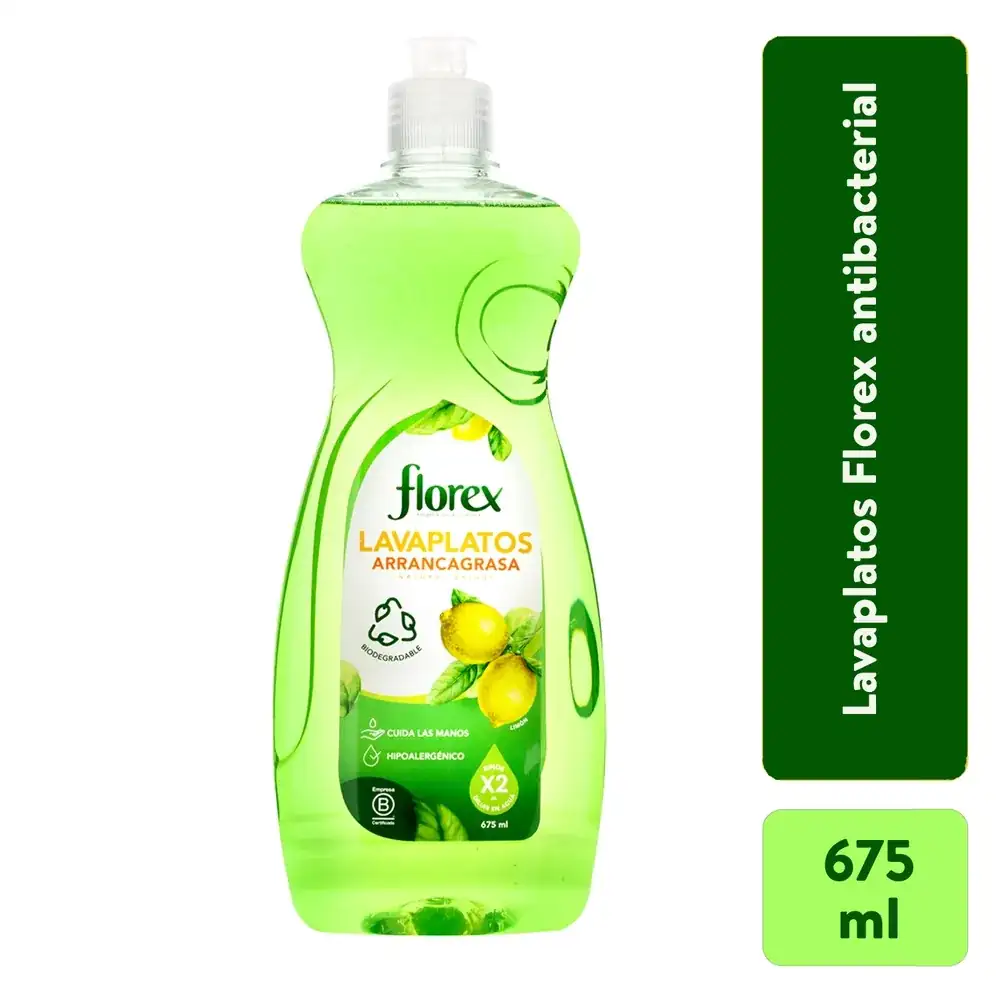 florex
LAVAPLATOS
ARRANCAGRASA
BIODEGRADABLE
LIMÓN
CUIDA LAS MANOS
HIPOALERGÉNICO
X2
Empresa
B
Certificada
675 ml
Lavaplatos Florex antibacterial
675
ml